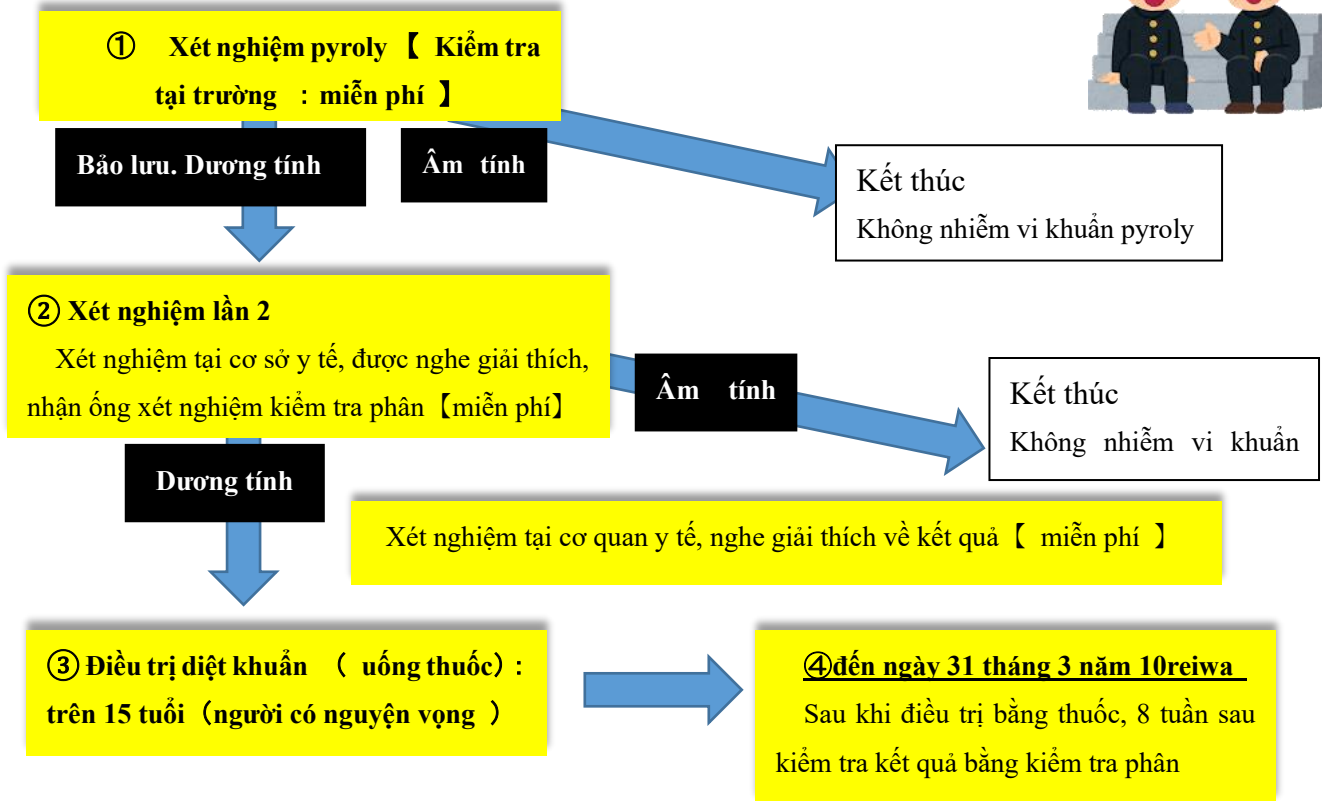 ① Xét nghiệm pyroly【 Kiểm tra
tại trường : miễn phí 】
Bảo lưu. Dương tính
Âm tính
Kết thúc
Không nhiễm vi khuẩn pyroly
② Xét nghiệm lần 2
Xét nghiệm tại cơ sở y tế, được nghe giải thích,
nhận ống xét nghiệm kiểm tra phân【miễn phí】
Âm tính
Kết thúc
Không nhiễm vi khuẩn
Dương tính
Xét nghiệm tại cơ quan y tế, nghe giải thích về kết quả【 miễn phí 】
③ Điều trị diệt khuẩn （ uống thuốc）:
trên 15 tuổi（người có nguyện vọng ）
④đến ngày 31 tháng 3 năm 10reiwa
Sau khi điều trị bằng thuốc, 8 tuần sau
kiểm tra kết quả bằng kiểm tra phân